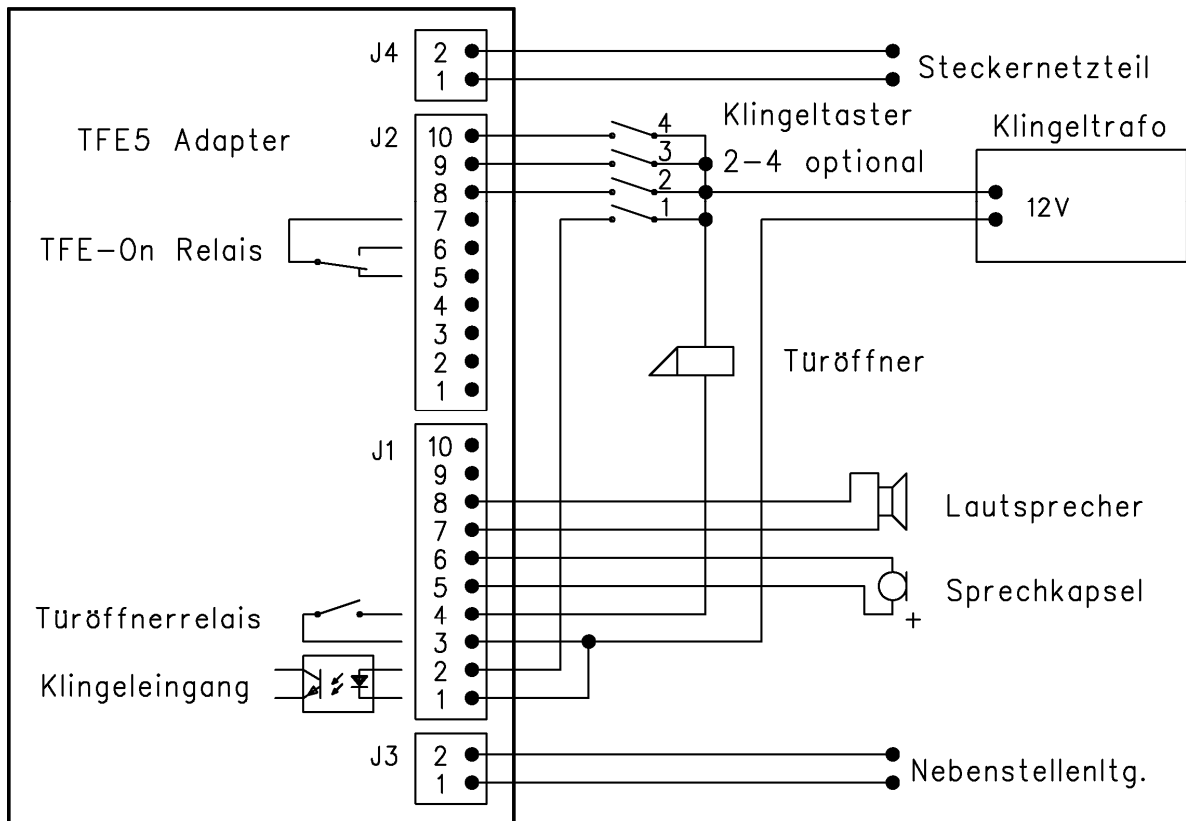 J4
2
1
Steckernetzteil
TFE5 Adapter
J2
10
9
8
7
6
5
4
3
2
1
4
3
2
1
Klingeltaster
2-4 optional
Klingeltrafo
12V
TFE-On Relais
Türöffner
J1
10
9
8
7
6
5
4
3
2
1
Lautsprecher
Sprechkapsel
+
Türöffnerrelais
Klingeleingang
J3
2
1
Nebenstellenltg.